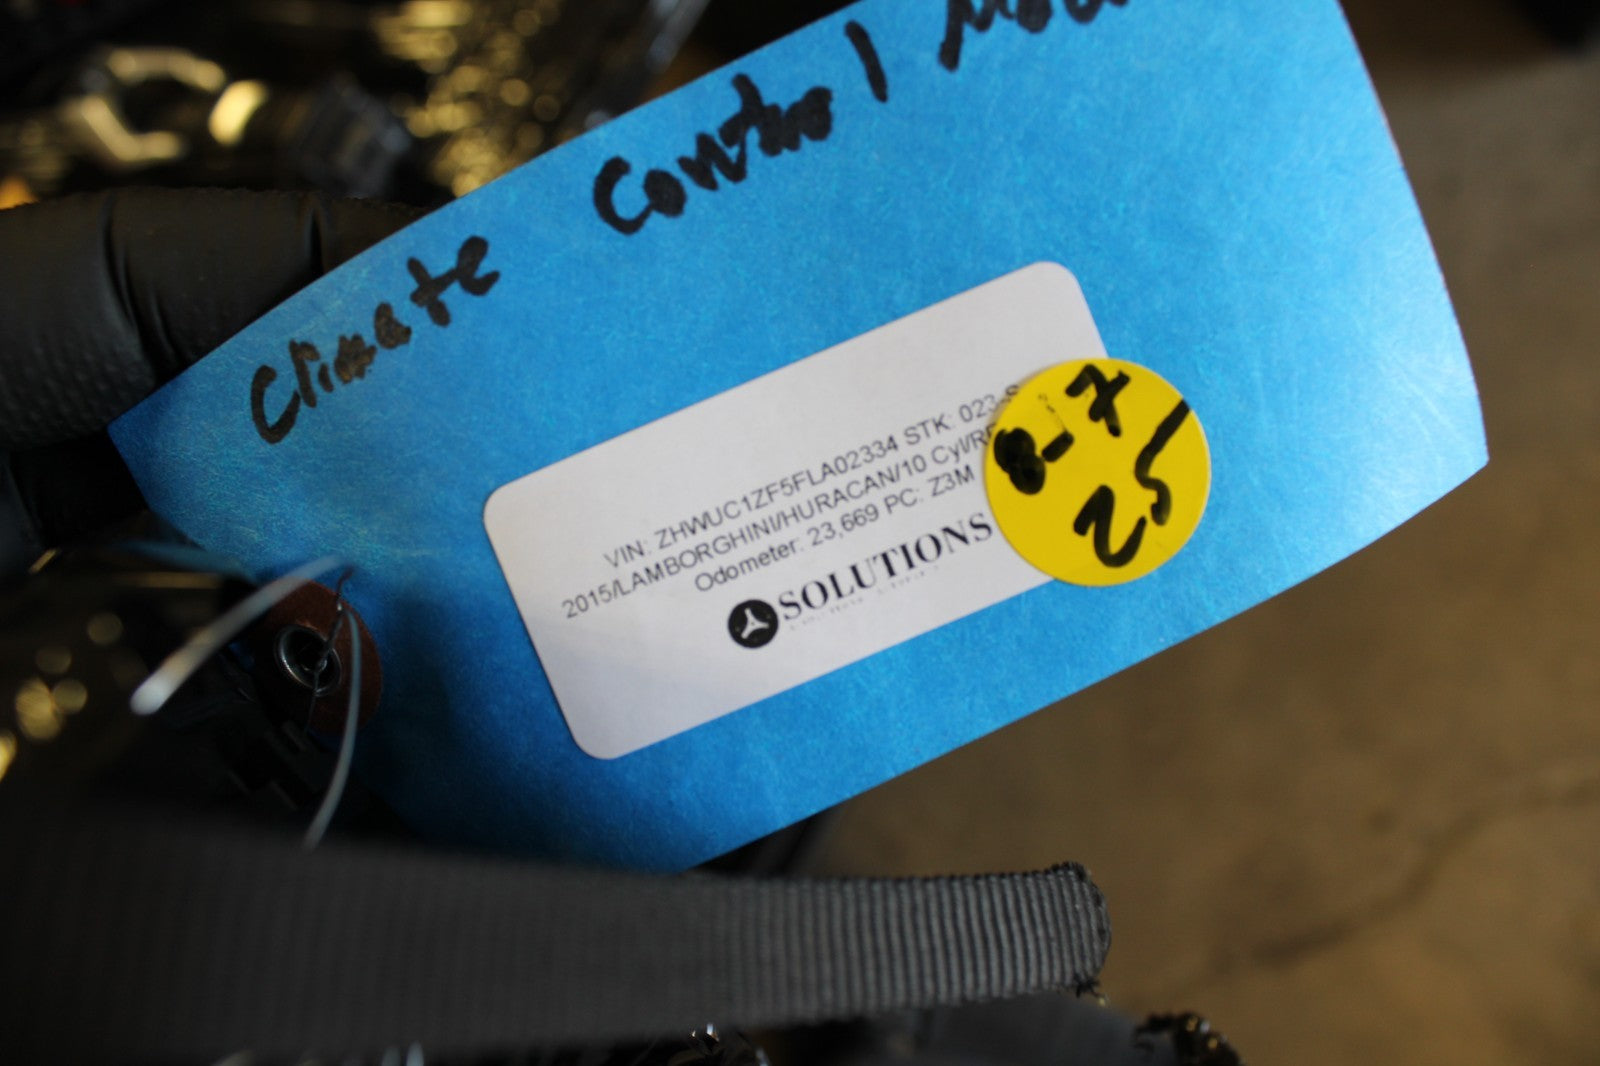 Climate Control
VIN: ZHWUC1ZF5FLA02334 STK: 023-S
2015/LAMBORGHINI/HURACAN/10 Cyl/R
Odometer: 23,669 PC: Z3M
SOLUTIONS
8-7
25